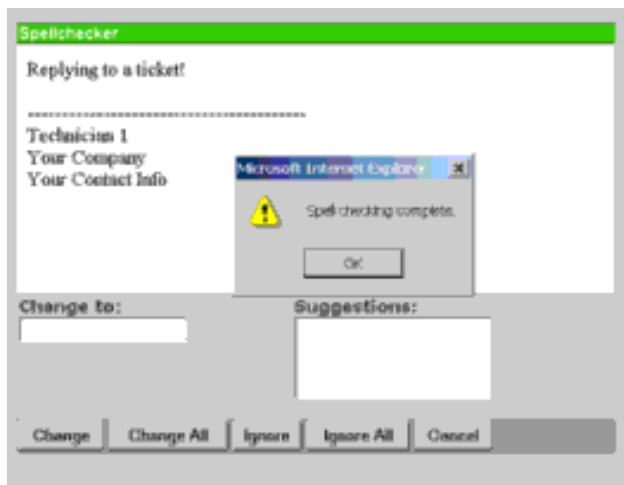 Spellchecker
Replying to a ticket!
----------------------------------------
Technician 1
Your Company
Your Contact Info
Microsoft Internet Explorer
Spell checking complete.
OK
Change to:
Suggestions:
Change
Change All
Ignore
Ignore All
Cancel